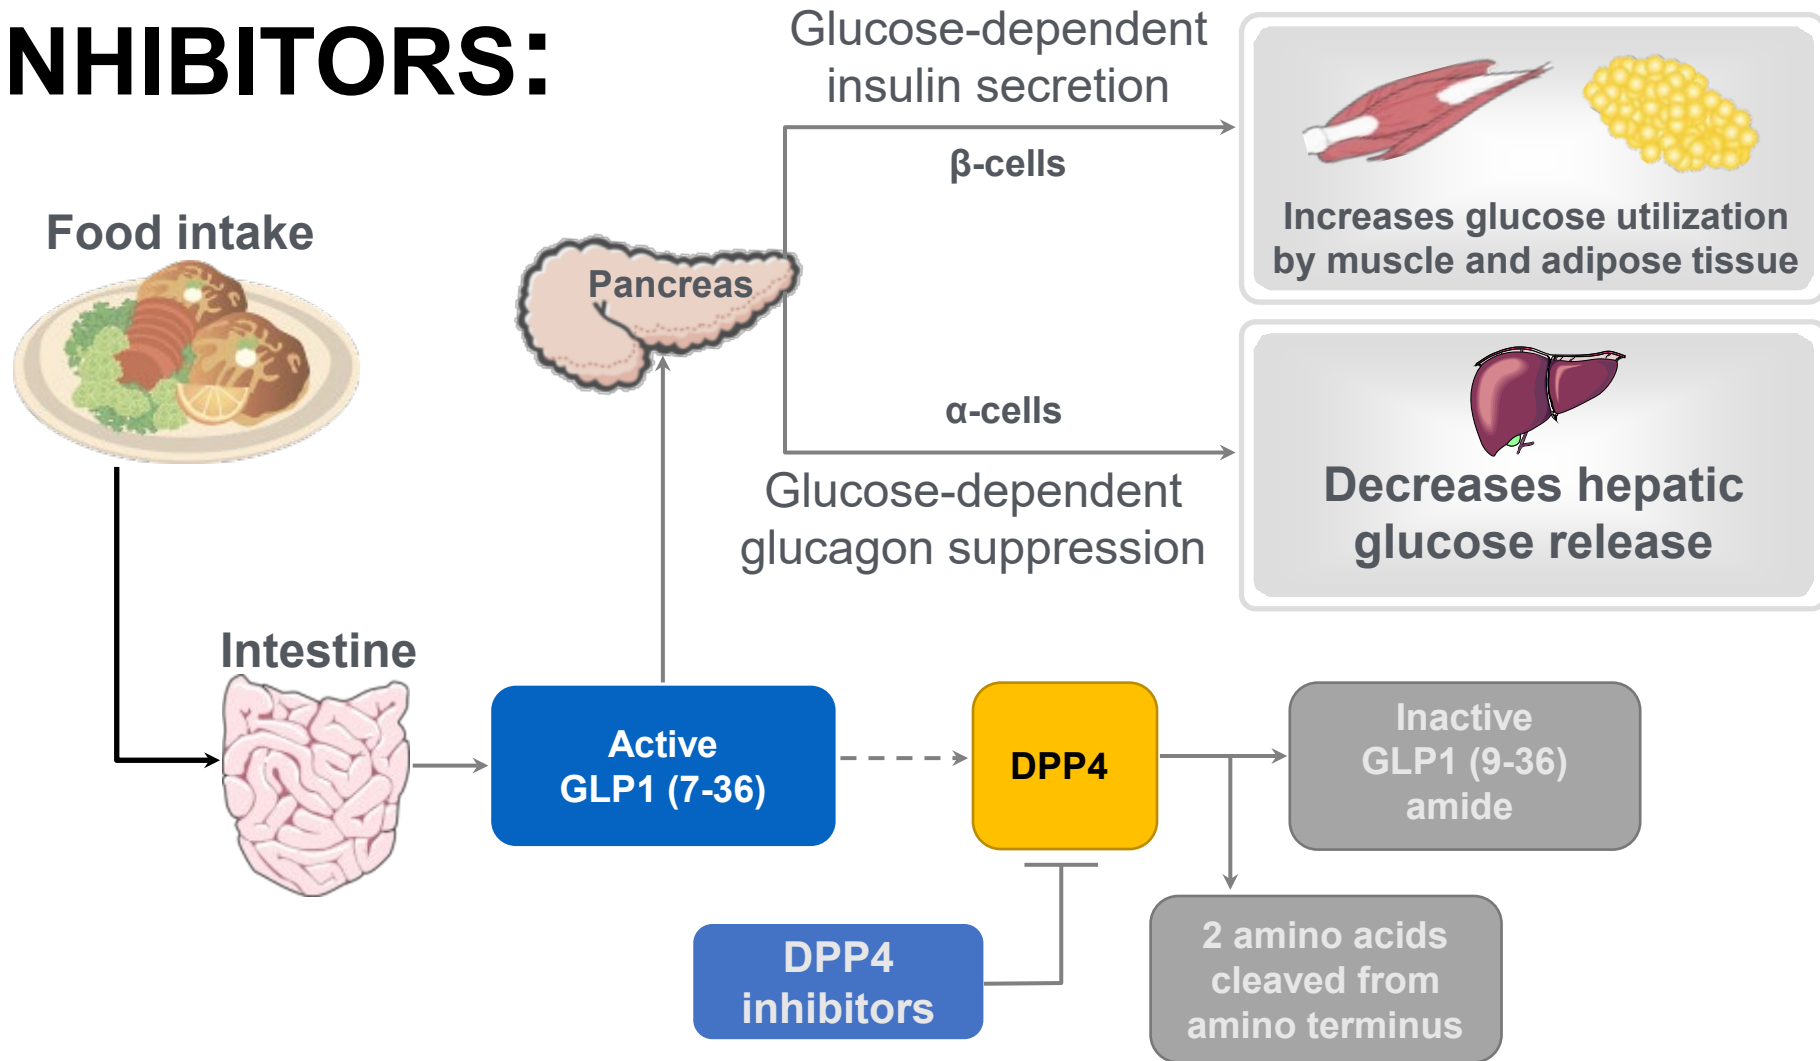 NHIBITORS:
Glucose-dependent
insulin secretion
β-cells
Increases glucose utilization
by muscle and adipose tissue
Food intake
Pancreas
α-cells
Glucose-dependent
glucagon suppression
Decreases hepatic
glucose release
Intestine
Active
GLP1 (7-36)
DPP4
Inactive
GLP1 (9-36)
amide
DPP4
inhibitors
2 amino acids
cleaved from
amino terminus